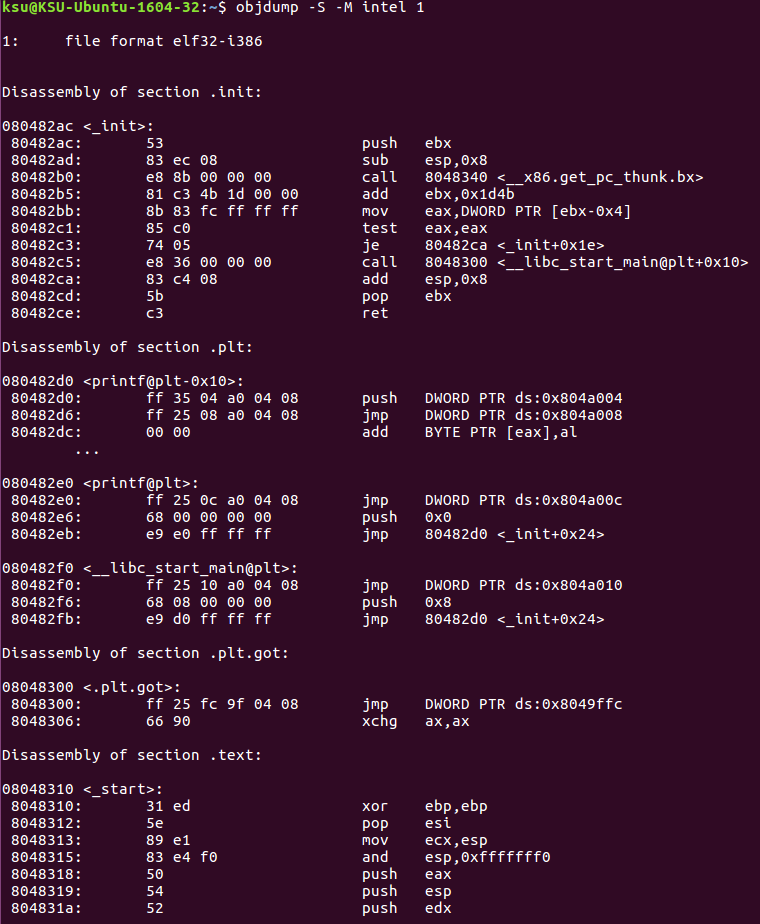 ksu@KSU-Ubuntu-1604-32:~$ objdump -S -M intel 1

1:     file format elf32-i386


Disassembly of section .init:

080482ac <_init>:
 80482ac:	53                   	push   ebx
 80482ad:	83 ec 08             	sub    esp,0x8
 80482b0:	e8 8b 00 00 00       	call   8048340 <__x86.get_pc_thunk.bx>
 80482b5:	81 c3 4b 1d 00 00    	add    ebx,0x1d4b
 80482bb:	8b 83 fc ff ff ff    	mov    eax,DWORD PTR [ebx-0x4]
 80482c1:	85 c0                	test   eax,eax
 80482c3:	74 05                	je     80482ca <_init+0x1e>
 80482c5:	e8 36 00 00 00       	call   8048300 <__libc_start_main@plt+0x10>
 80482ca:	83 c4 08             	add    esp,0x8
 80482cd:	5b                   	pop    ebx
 80482ce:	c3                   	ret

Disassembly of section .plt:

080482d0 <printf@plt-0x10>:
 80482d0:	ff 35 04 a0 04 08    	push   DWORD PTR ds:0x804a004
 80482d6:	ff 25 08 a0 04 08    	jmp    DWORD PTR ds:0x804a008
 80482dc:	00 00                	add    BYTE PTR [eax],al
	...

080482e0 <printf@plt>:
 80482e0:	ff 25 0c a0 04 08    	jmp    DWORD PTR ds:0x804a00c
 80482e6:	68 00 00 00 00       	push   0x0
 80482eb:	e9 e0 ff ff ff       	jmp    80482d0 <_init+0x24>

080482f0 <__libc_start_main@plt>:
 80482f0:	ff 25 10 a0 04 08    	jmp    DWORD PTR ds:0x804a010
 80482f6:	68 08 00 00 00       	push   0x8
 80482fb:	e9 d0 ff ff ff       	jmp    80482d0 <_init+0x24>

Disassembly of section .plt.got:

08048300 <.plt.got>:
 8048300:	ff 25 fc 9f 04 08    	jmp    DWORD PTR ds:0x8049ffc
 8048306:	66 90                	xchg   ax,ax

Disassembly of section .text:

08048310 <_start>:
 8048310:	31 ed                	xor    ebp,ebp
 8048312:	5e                   	pop    esi
 8048313:	89 e1                	mov    ecx,esp
 8048315:	83 e4 f0             	and    esp,0xfffffff0
 8048318:	50                   	push   eax
 8048319:	54                   	push   esp
 804831a:	52                   	push   edx